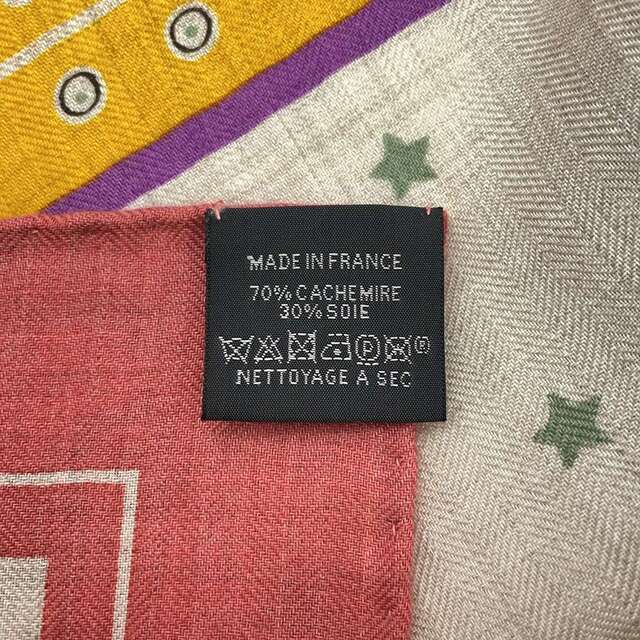 MADE IN FRANCE
70% CACHEMIRE
30% SOIE
P ®
NETTOYAGE A SEC